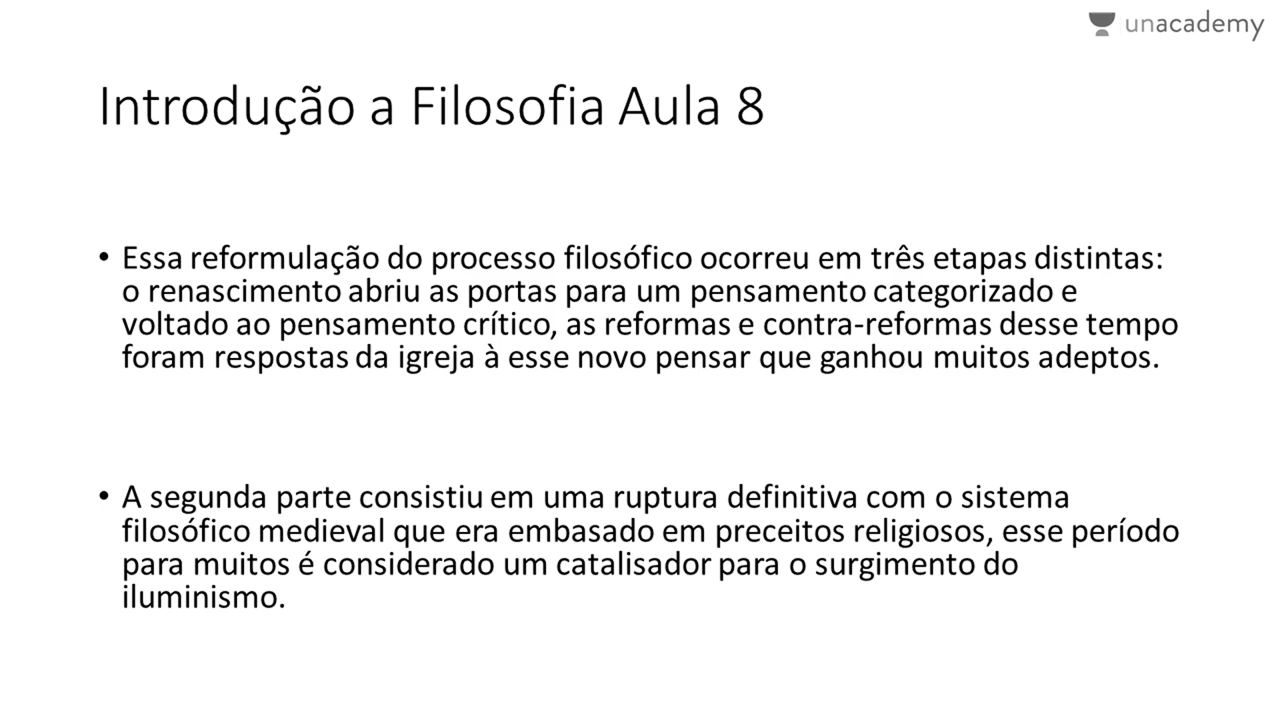 unacademy
Introdução a Filosofia Aula 8
• Essa reformulação do processo filosófico ocorreu em três etapas distintas:
o renascimento abriu as portas para um pensamento categorizado e
voltado ao pensamento crítico, as reformas e contra-reformas desse tempo
foram respostas da igreja à esse novo pensar que ganhou muitos adeptos.
• A segunda parte consistiu em uma ruptura definitiva com o sistema
filosófico medieval que era embasado em preceitos religiosos, esse período
para muitos é considerado um catalisador para o surgimento do
iluminismo.